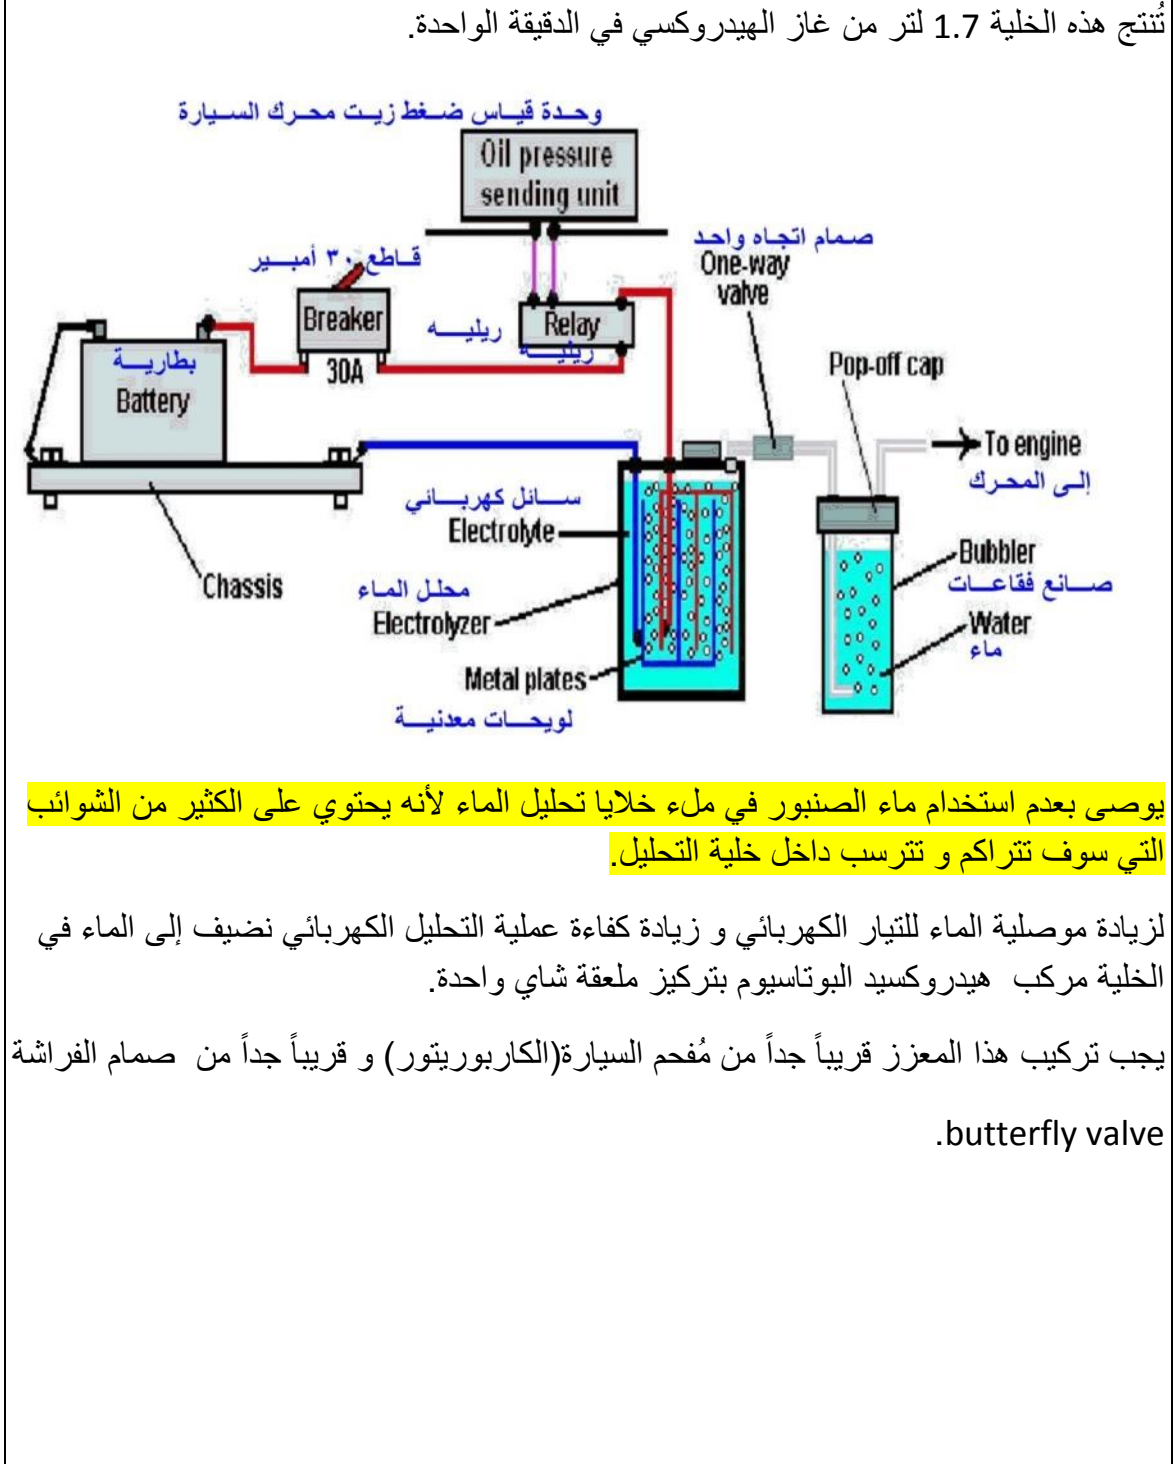 تُنتج هذه الخلية 1.7 لتر من غاز الهيدروكسي في الدقيقة الواحدة.
وحدة قياس ضغط زيت محرك السيارة
Oil pressure
sending unit
صمام اتجاه واحد
One-way
valve
قاطع ٣٠ أمبير
Breaker
30A
Relay
ريليه
ريليه
بطارية
Battery
Pop-off cap
To engine
إلى المحرك
سائل كهربائي
Electrolyte
Chassis
محلل الماء
Electrolyzer
Bubbler
صانع فقاعات
Water
ماء
Metal plates
لويحات معدنية
يوصى بعدم استخدام ماء الصنبور في ملء خلايا تحليل الماء لأنه يحتوي على الكثير من الشوائب
التي سوف تتراكم و تترسب داخل خلية التحليل.
لزيادة موصلية الماء للتيار الكهربائي و زيادة كفاءة عملية التحليل الكهربائي نضيف إلى الماء في
الخلية مركب هيدروكسيد البوتاسيوم بتركيز ملعقة شاي واحدة.
يجب تركيب هذا المعزز قريباً جداً من مُفحم السيارة(الكاربوريتور) و قريباً جداً من صمام الفراشة
butterfly valve.